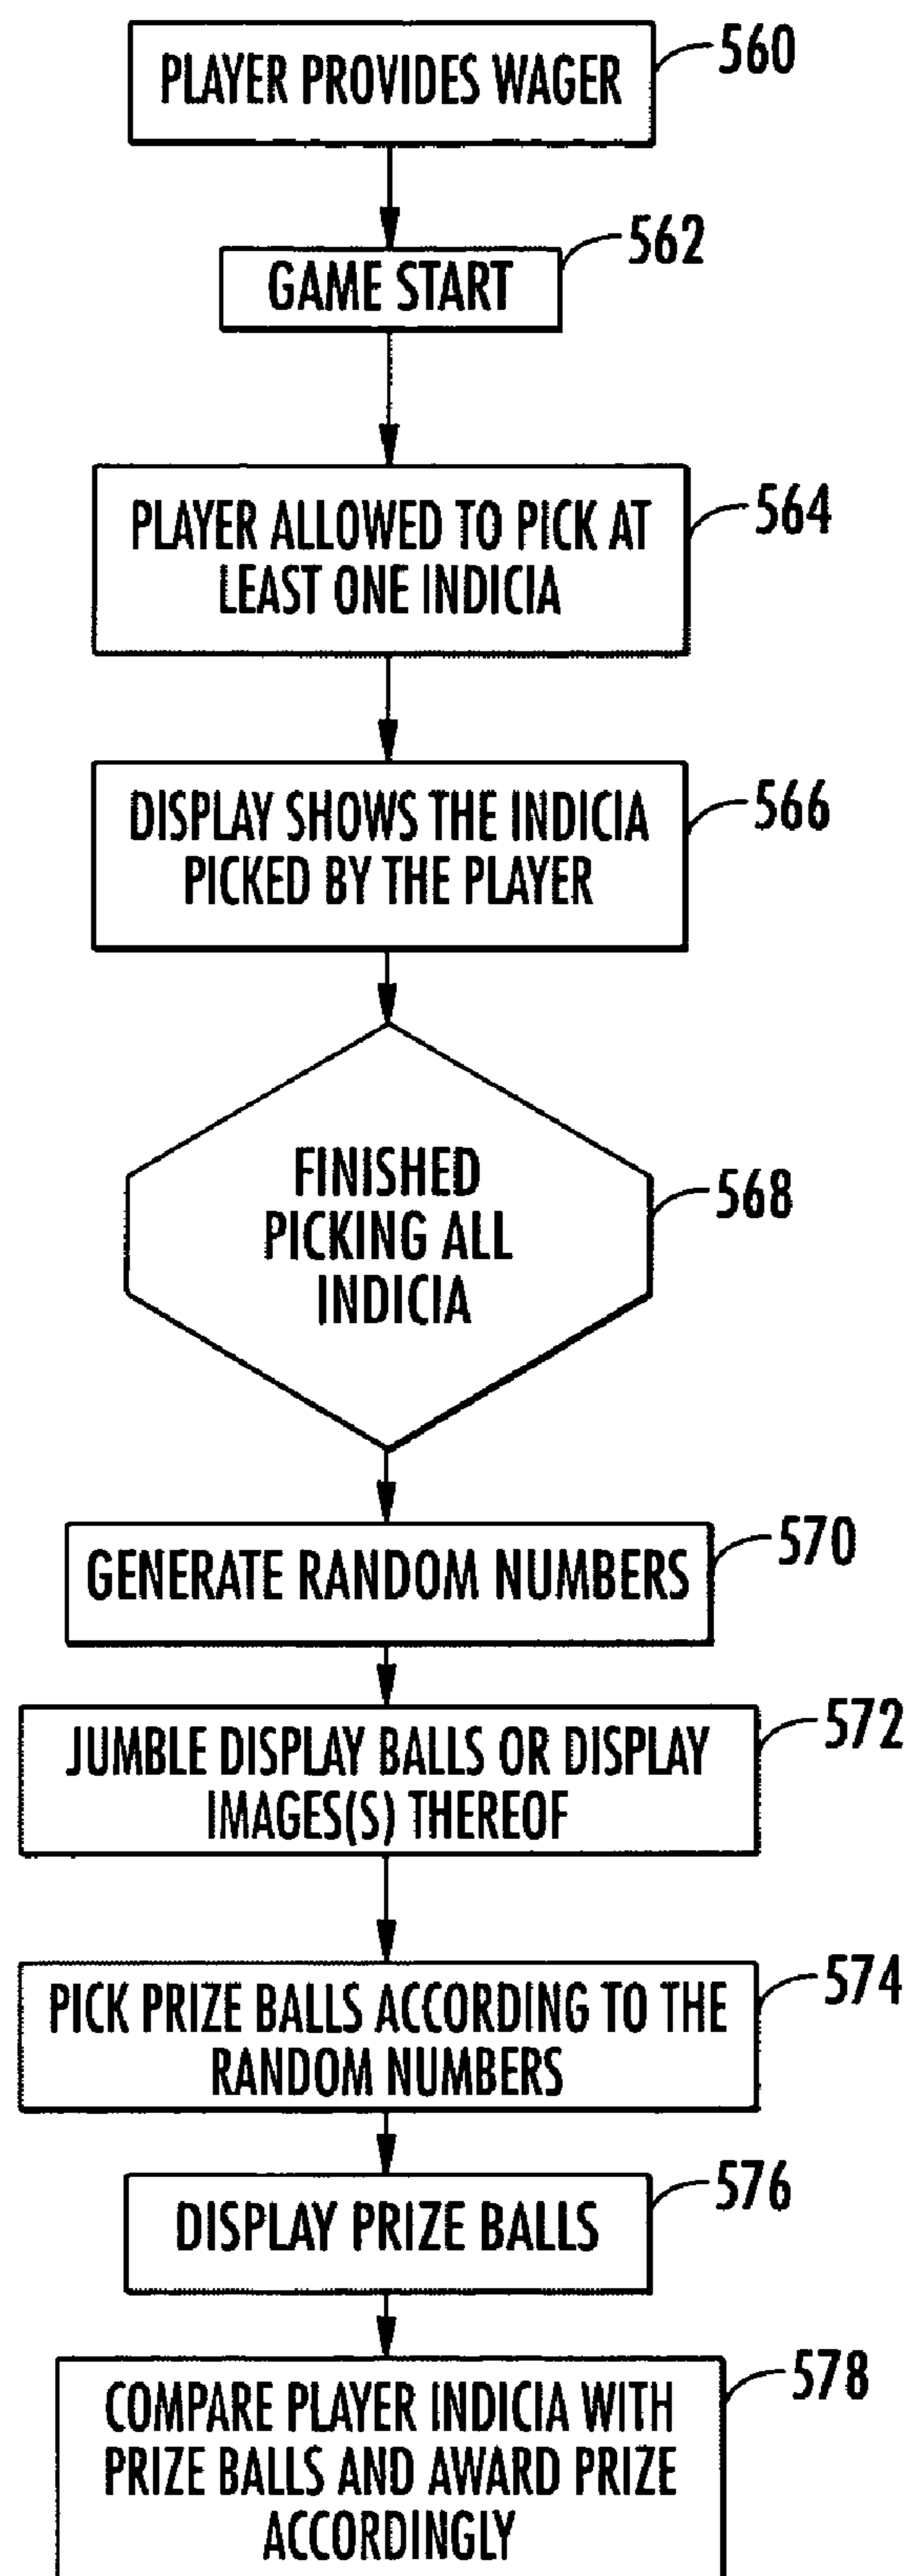 PLAYER PROVIDES WAGER
560
GAME START
562
PLAYER ALLOWED TO PICK AT
LEAST ONE INDICIA
564
DISPLAY SHOWS THE INDICIA
PICKED BY THE PLAYER
566
FINISHED
PICKING ALL
INDICIA
568
GENERATE RANDOM NUMBERS
570
JUMBLE DISPLAY BALLS OR DISPLAY
IMAGES(S) THEREOF
572
PICK PRIZE BALLS ACCORDING TO THE
RANDOM NUMBERS
574
DISPLAY PRIZE BALLS
576
COMPARE PLAYER INDICIA WITH
PRIZE BALLS AND AWARD PRIZE
ACCORDINGLY
578